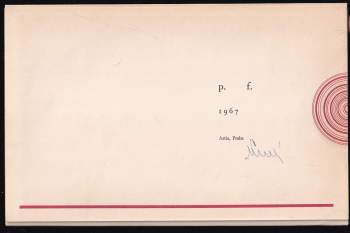 p. f.
1967
Artia, Praha